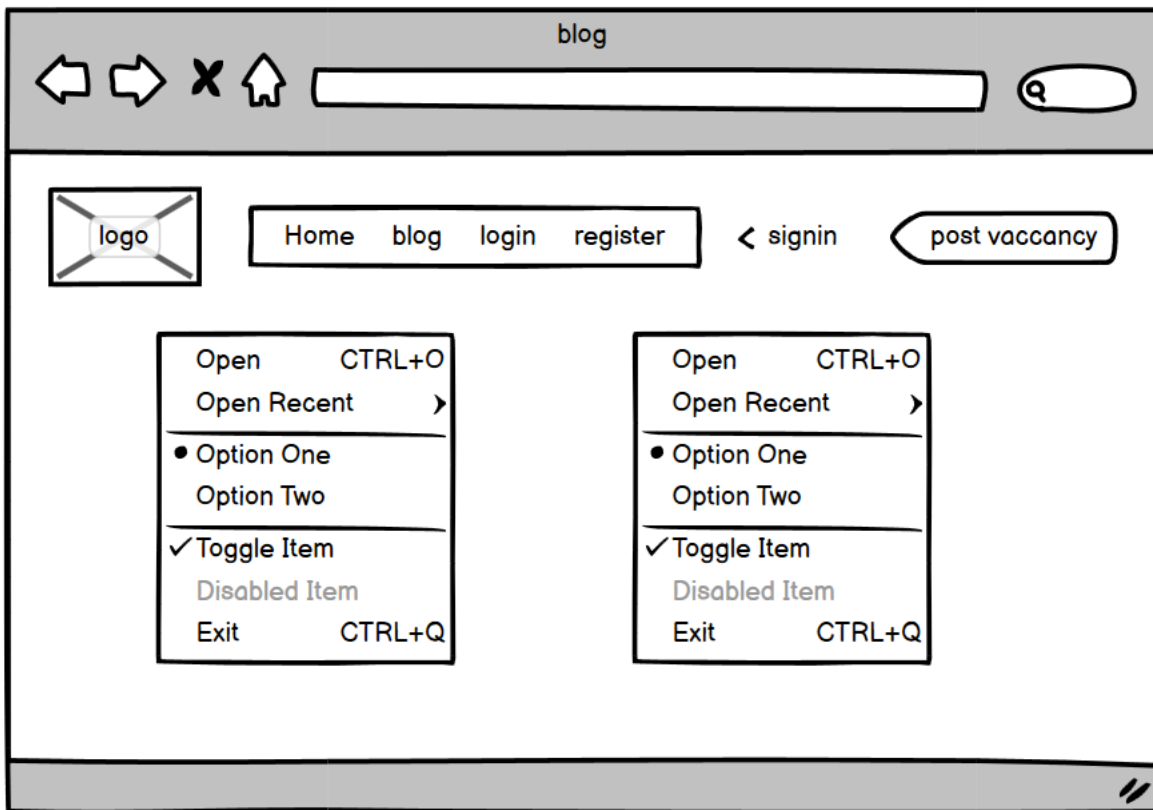 blog
logo
Home blog login register
signin
post vaccancy
Open CTRL+O
Open Recent
Option One
Option Two
Toggle Item
Disabled Item
Exit CTRL+Q
Open CTRL+O
Open Recent
Option One
Option Two
Toggle Item
Disabled Item
Exit CTRL+Q